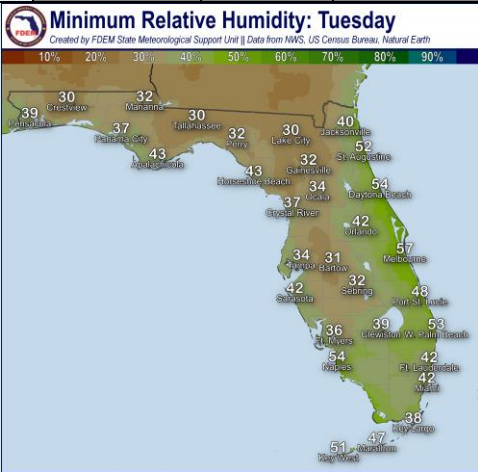 FDEM
Minimum Relative Humidity: Tuesday
Created by FDEM State Meteorological Support Unit || Data from NWS, US Census Bureau, Natural Earth
10% 20% 30% 40% 50% 60% 70% 80% 90%
39
Pensacola
30
Crestview
32
Marianna
37
Panama City
43
Apalachicola
30
Tallahassee
32
Perry
30
Lake City
40
Jacksonville
52
St. Augustine
32
Gainesville
43
Horseshoe Beach
34
Ocala
54
Daytona Beach
37
Crystal River
42
Orlando
57
Melbourne
34
Tampa
31
Bartow
32
Sebring
42
Sarasota
48
Port St. Lucie
36
Ft. Myers
39
Clewiston
53
W. Palm Beach
54
Naples
42
Ft. Lauderdale
42
Miami
38
Key Largo
47
Marathon
51
Key West